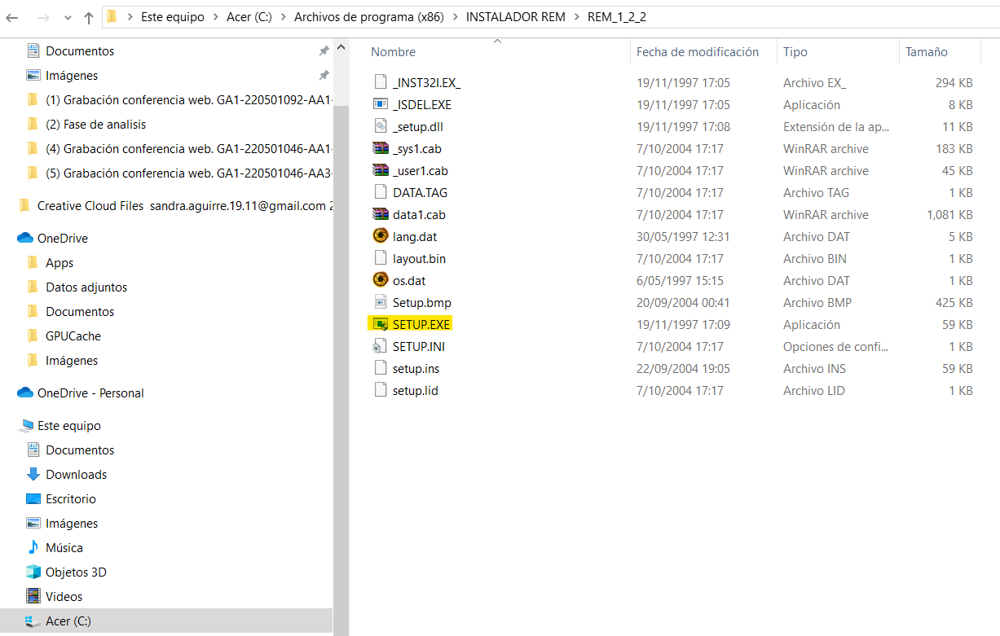 Este equipo > Acer (C:) > Archivos de programa (x86) > INSTALADOR REM > REM_1_2_2
Documentos
Imágenes
(1) Grabación conferencia web. GA1-220501092-AA1-
(2) Fase de analisis
(4) Grabación conferencia web. GA1-220501046-AA1-
(5) Grabación conferencia web. GA1-220501046-AA3-
Creative Cloud Files  sandra.aguirre.19.11@gmail.com 2
OneDrive
Apps
Datos adjuntos
Documentos
GPUCache
Imágenes
OneDrive - Personal
Este equipo
Documentos
Downloads
Escritorio
Imágenes
Música
Objetos 3D
Videos
Acer (C:)
Nombre Fecha de modificación Tipo Tamaño
_INST32I.EX_ 19/11/1997 17:05 Archivo EX_ 294 KB
_ISDEL.EXE 19/11/1997 17:05 Aplicación 8 KB
_setup.dll 19/11/1997 17:08 Extensión de la ap... 11 KB
_sys1.cab 7/10/2004 17:17 WinRAR archive 183 KB
_user1.cab 7/10/2004 17:17 WinRAR archive 45 KB
DATA.TAG 7/10/2004 17:17 Archivo TAG 1 KB
data1.cab 7/10/2004 17:17 WinRAR archive 1,081 KB
lang.dat 30/05/1997 12:31 Archivo DAT 5 KB
layout.bin 7/10/2004 17:17 Archivo BIN 1 KB
os.dat 6/05/1997 15:15 Archivo DAT 1 KB
Setup.bmp 20/09/2004 00:41 Archivo BMP 425 KB
SETUP.EXE 19/11/1997 17:09 Aplicación 59 KB
SETUP.INI 7/10/2004 17:17 Opciones de confi... 1 KB
setup.ins 22/09/2004 19:05 Archivo INS 59 KB
setup.lid 7/10/2004 17:17 Archivo LID 1 KB